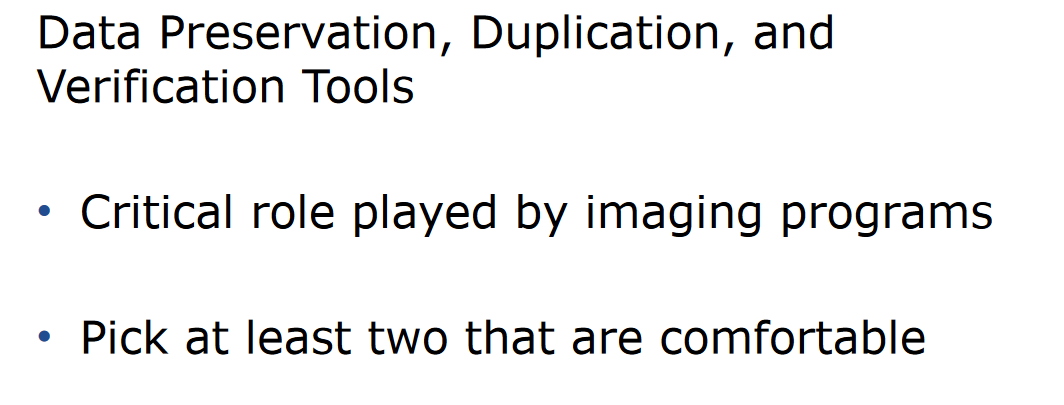 Data Preservation, Duplication, and
Verification Tools
• Critical role played by imaging programs
• Pick at least two that are comfortable